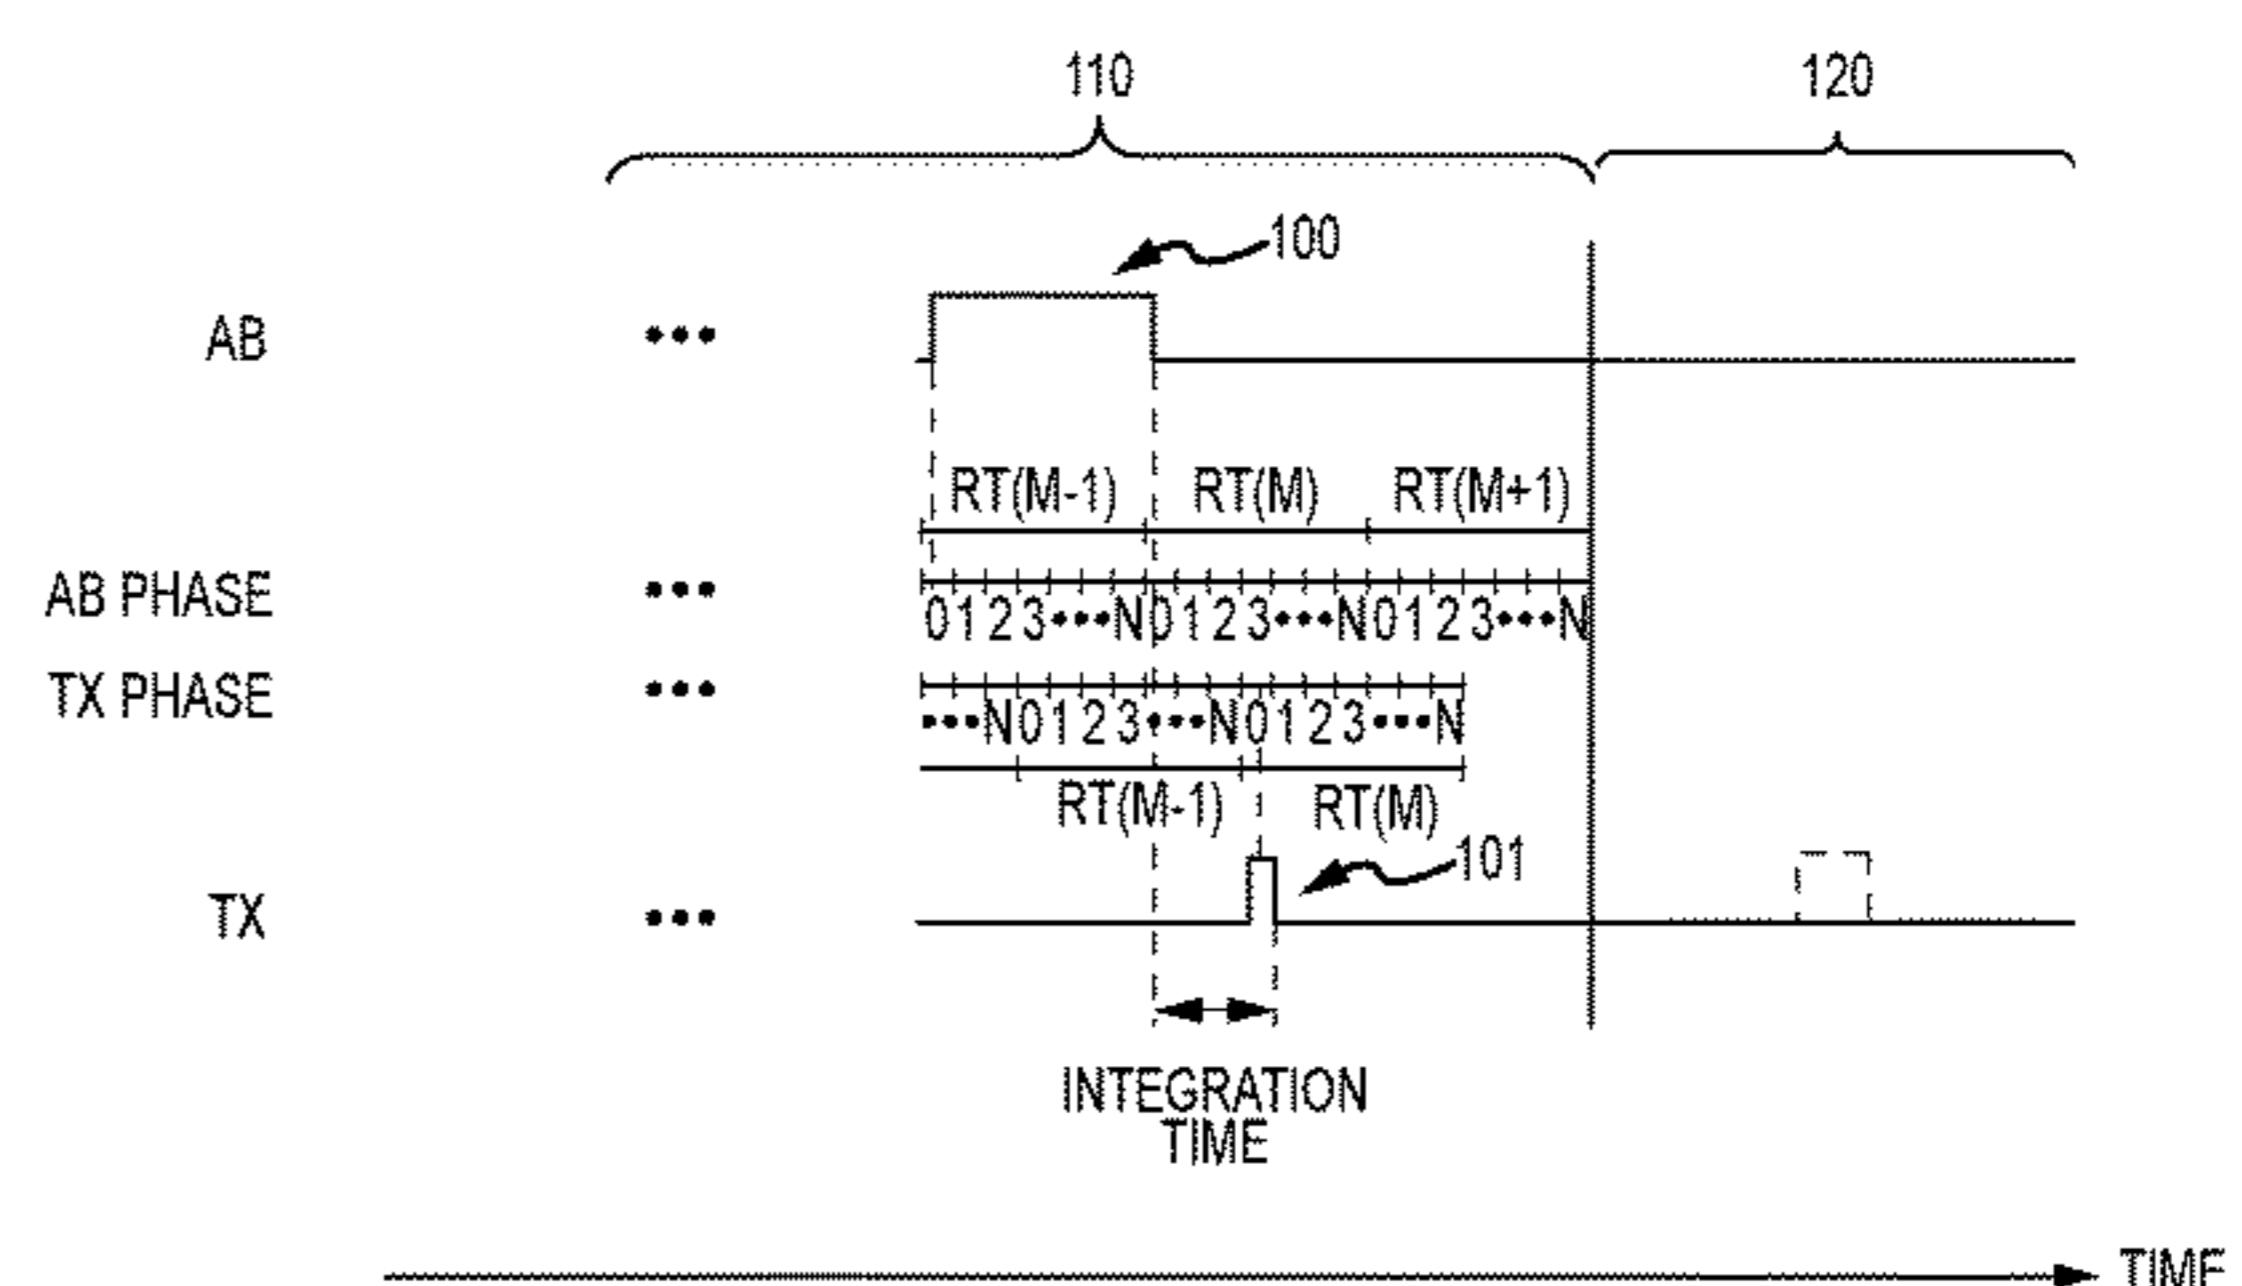 110
120
100
AB •••
RT(M-1) RT(M) RT(M+1)
AB PHASE •••
0123•••N0123•••N0123•••N
TX PHASE •••
•••N0123•••N0123•••N
RT(M-1) RT(M)
101
TX •••
INTEGRATION
TIME
TIME